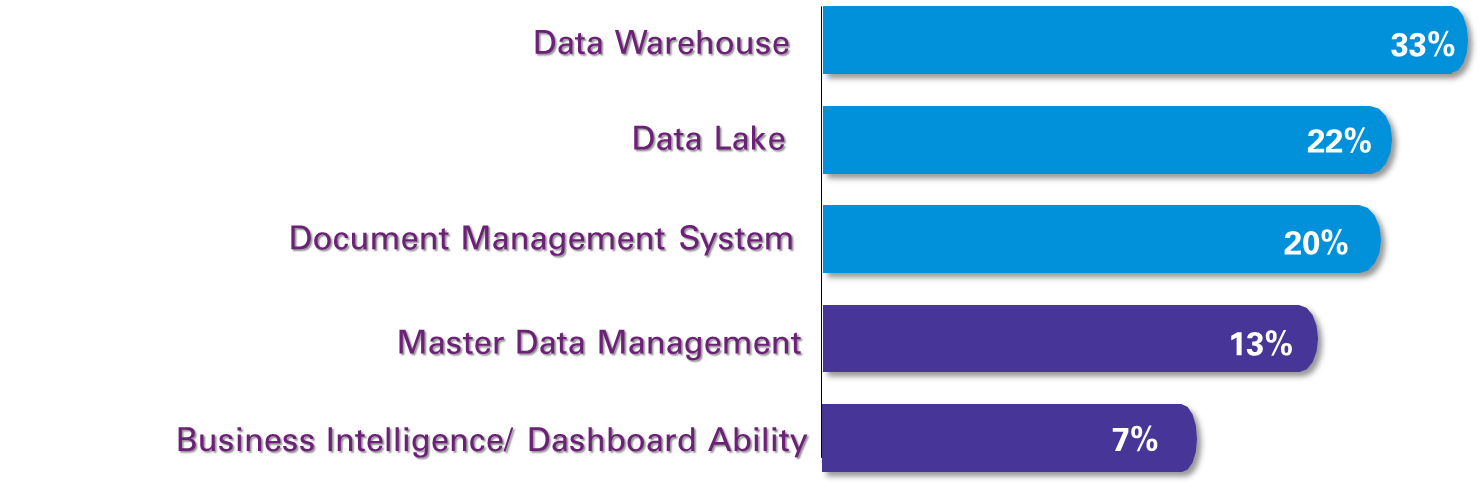 Data Warehouse 33%
Data Lake 22%
Document Management System 20%
Master Data Management 13%
Business Intelligence/ Dashboard Ability 7%